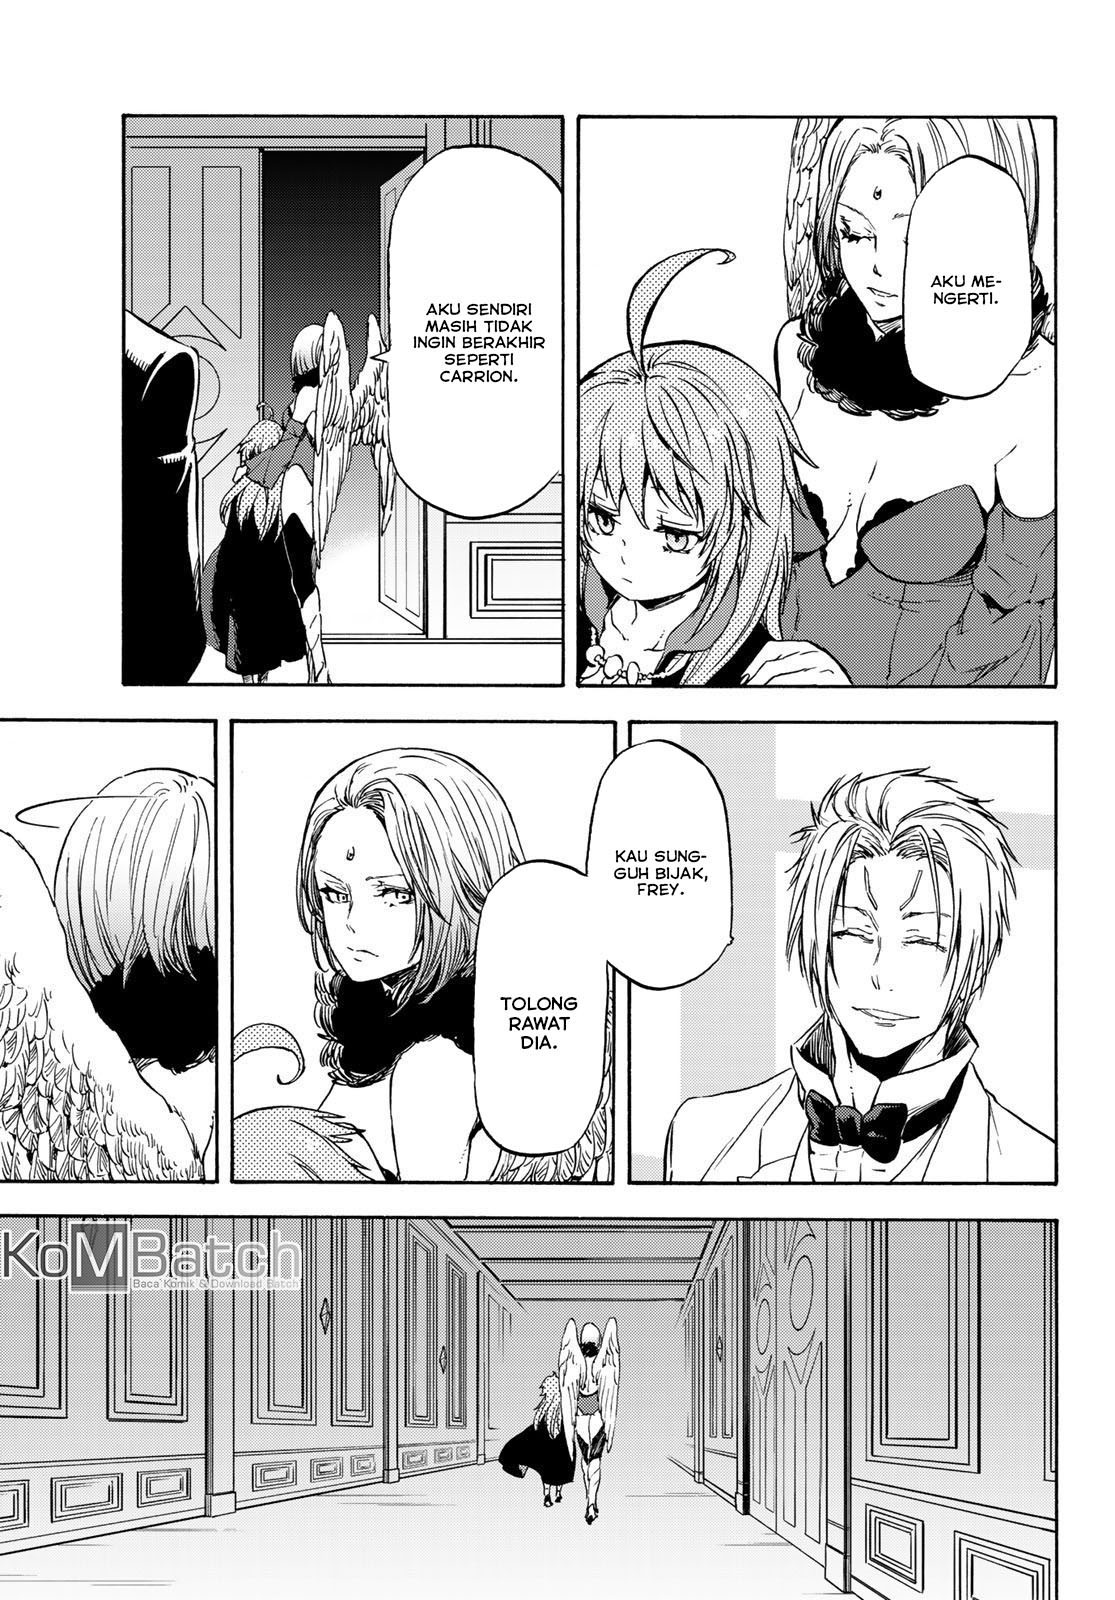 AKU ME-
NGERTI.
AKU SENDIRI
MASIH TIDAK
INGIN BERAKHIR
SEPERTI
CARRION.
KAU SUNG-
GUH BIJAK,
FREY.
TOLONG
RAWAT
DIA.
KoMBatch
Baca Komik & Download Batch